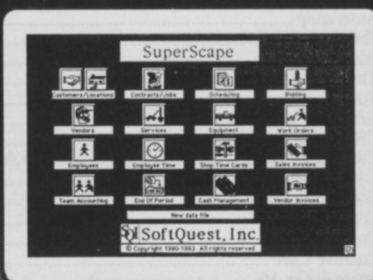 SuperScape
Customers/Locations Contracts/Jobs Scheduling Bidding
Vendors Services Equipment Work Orders
Employees Employee Time Shop Time Cards Sales Invoices
Team Accounting End Of Period Cash Management Vendor Invoices
New data file
SQI SoftQuest, Inc.
© Copyright 1990-1993 All rights reserved.